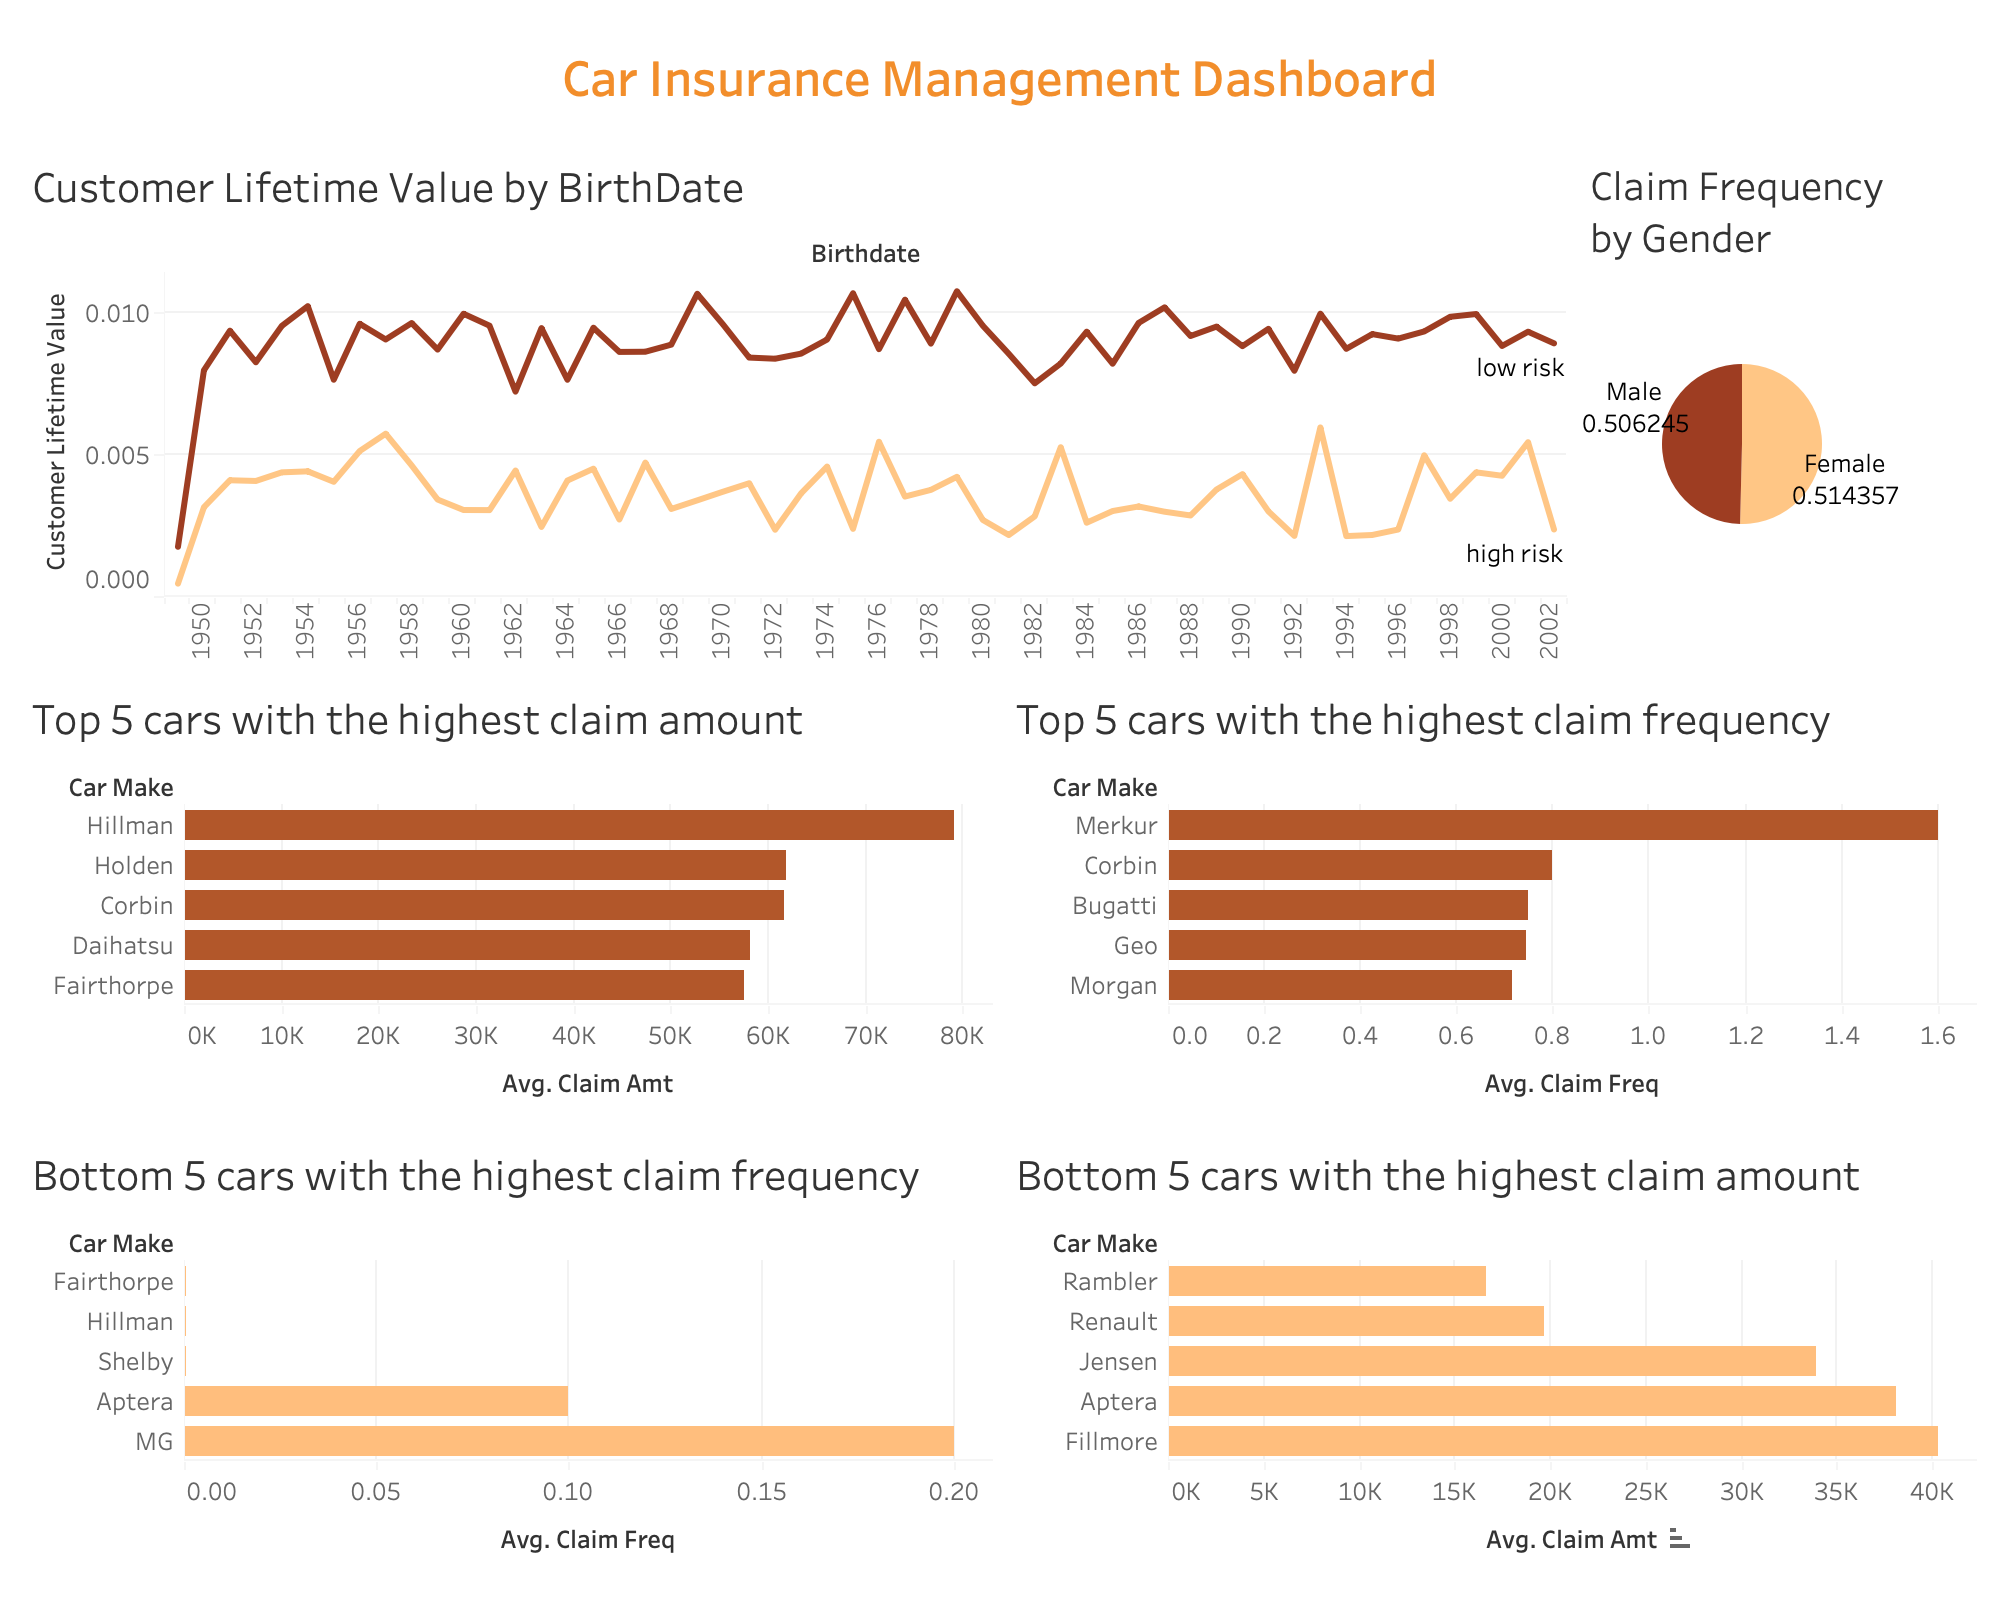 Car Insurance Management Dashboard
Customer Lifetime Value by BirthDate
Birthdate
Customer Lifetime Value
0.010
0.005
0.000
low risk
high risk
1950
1952
1954
1956
1958
1960
1962
1964
1966
1968
1970
1972
1974
1976
1978
1980
1982
1984
1986
1988
1990
1992
1994
1996
1998
2000
2002
Claim Frequency
by Gender
Male
0.506245
Female
0.514357
Top 5 cars with the highest claim amount
Car Make
Hillman
Holden
Corbin
Daihatsu
Fairthorpe
0K 10K 20K 30K 40K 50K 60K 70K 80K
Avg. Claim Amt
Top 5 cars with the highest claim frequency
Car Make
Merkur
Corbin
Bugatti
Geo
Morgan
0.0 0.2 0.4 0.6 0.8 1.0 1.2 1.4 1.6
Avg. Claim Freq
Bottom 5 cars with the highest claim frequency
Car Make
Fairthorpe
Hillman
Shelby
Aptera
MG
0.00 0.05 0.10 0.15 0.20
Avg. Claim Freq
Bottom 5 cars with the highest claim amount
Car Make
Rambler
Renault
Jensen
Aptera
Fillmore
0K 5K 10K 15K 20K 25K 30K 35K 40K
Avg. Claim Amt